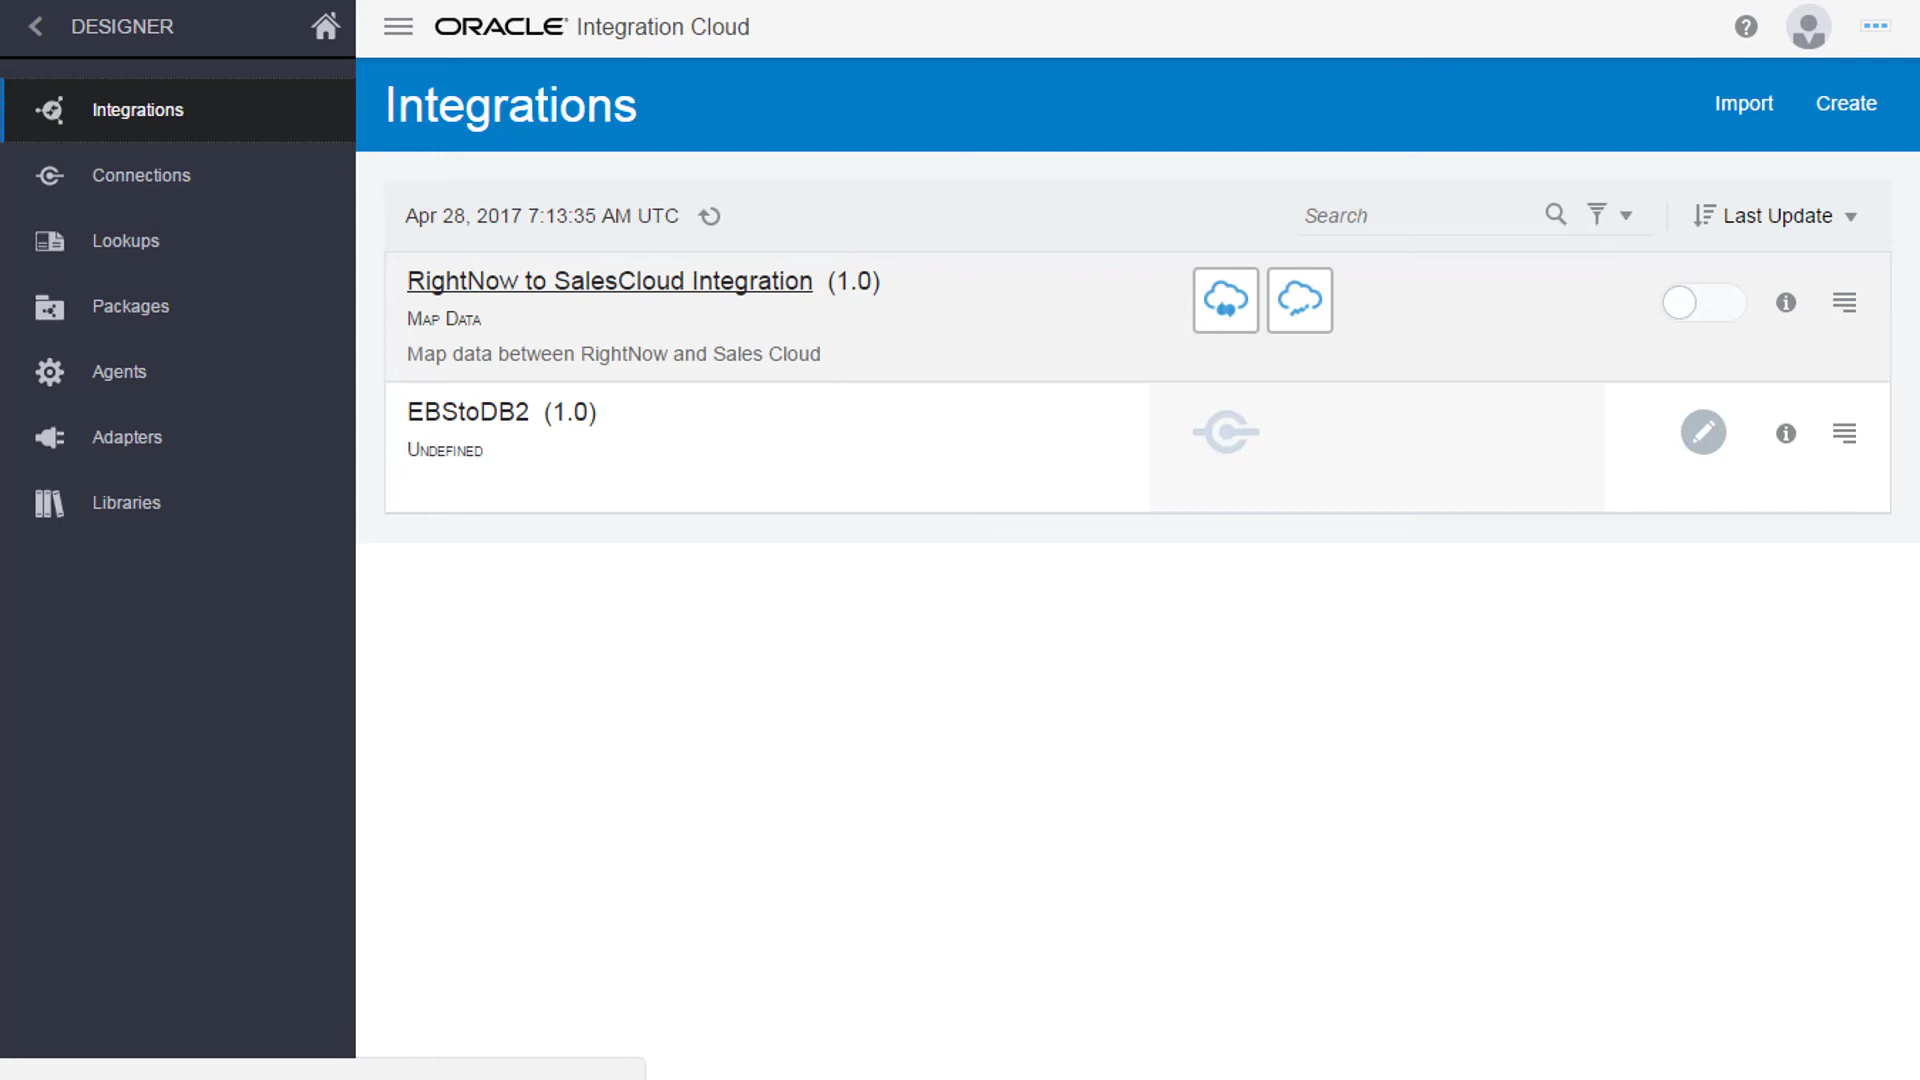 DESIGNER
ORACLE® Integration Cloud
Integrations
Connections
Lookups
Packages
Agents
Adapters
Libraries
Integrations
Import
Create
Apr 28, 2017 7:13:35 AM UTC
Search
Last Update
RightNow to SalesCloud Integration (1.0)
MAP DATA
Map data between RightNow and Sales Cloud
EBStoDB2 (1.0)
UNDEFINED